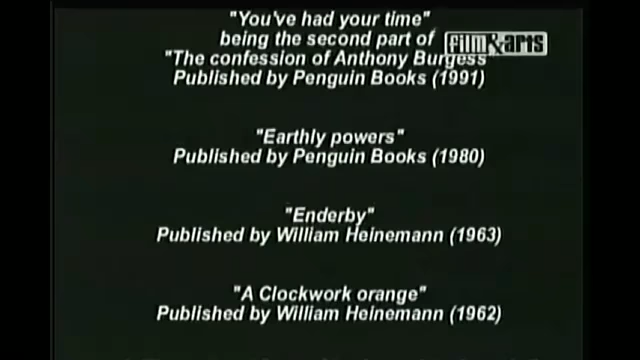 "You've had your time"
being the second part of
film&arts
"The confession of Anthony Burgess"
Published by Penguin Books (1991)
"Earthly powers"
Published by Penguin Books (1980)
"Enderby"
Published by William Heinemann (1963)
"A Clockwork orange"
Published by William Heinemann (1962)